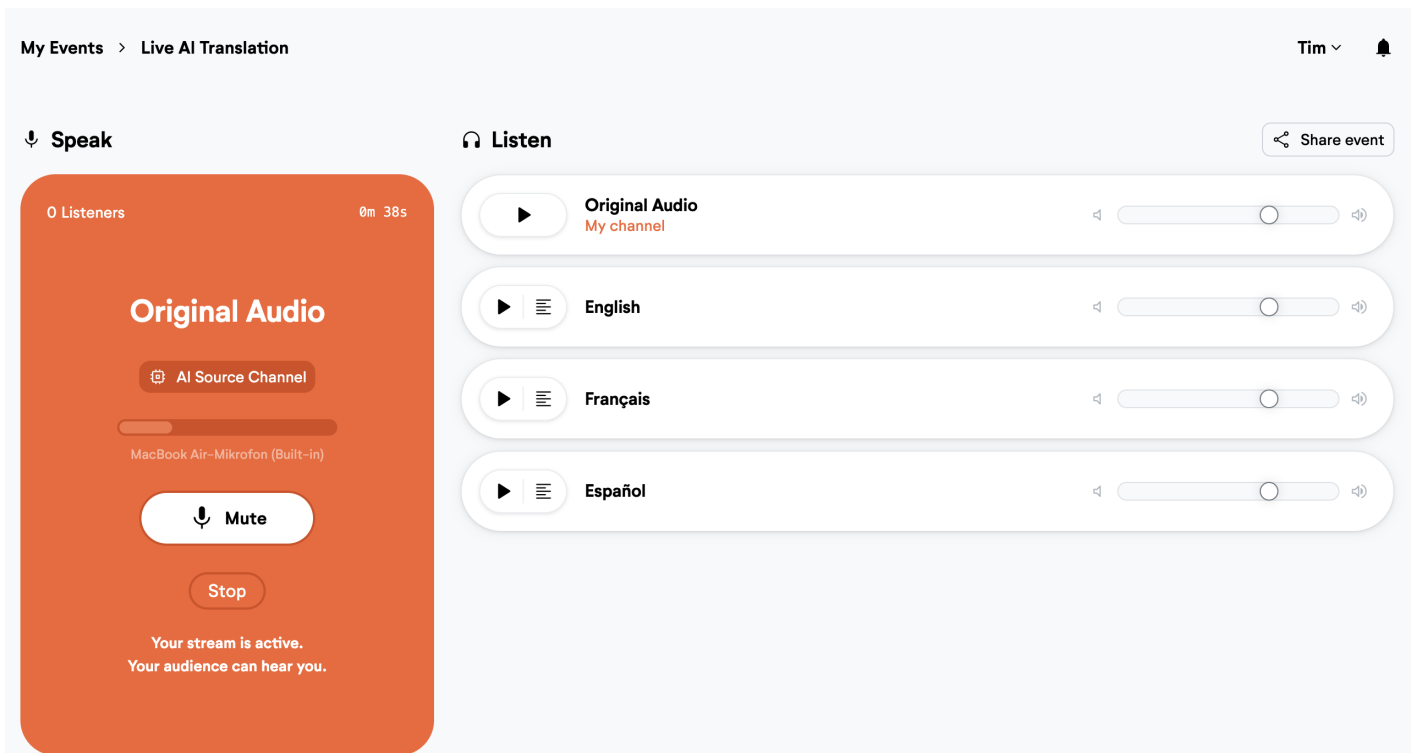 My Events > Live AI Translation
Tim
Speak
Listen
Share event
0 Listeners
0m 38s
Original Audio
AI Source Channel
MacBook Air-Mikrofon (Built-in)
Mute
Stop
Your stream is active.
Your audience can hear you.
Original Audio
My channel
English
Français
Español